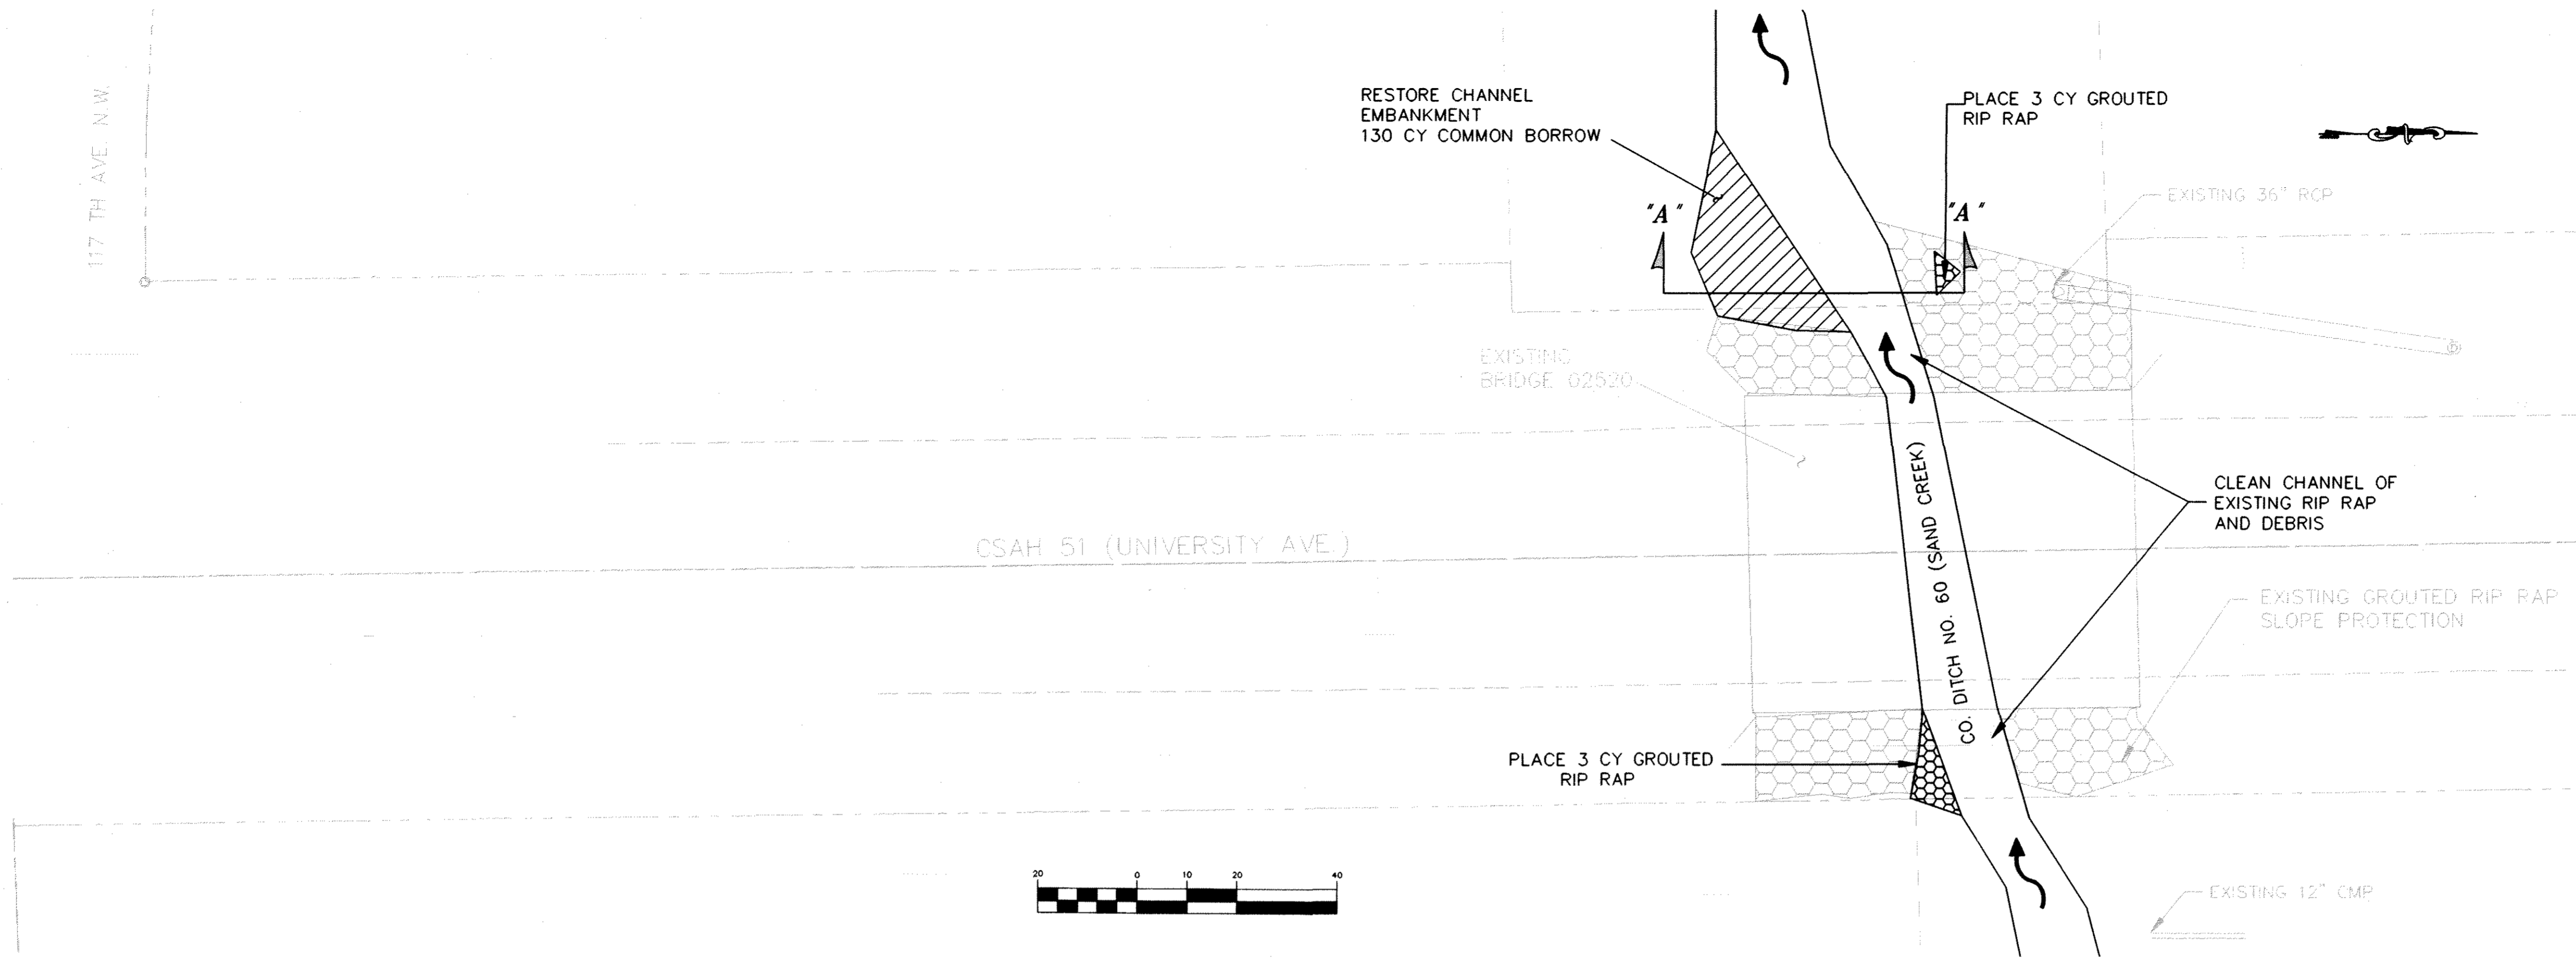 117 TH AVE. N.W.
RESTORE CHANNEL
EMBANKMENT
130 CY COMMON BORROW
PLACE 3 CY GROUTED
RIP RAP
"A"
"A"
EXISTING 36" RCP
EXISTING
BRIDGE 02520
CSAH 51 (UNIVERSITY AVE.)
CO. DITCH NO. 60 (SAND CREEK)
CLEAN CHANNEL OF
EXISTING RIP RAP
AND DEBRIS
EXISTING GROUTED RIP RAP
SLOPE PROTECTION
PLACE 3 CY GROUTED
RIP RAP
20 0 10 20 40
EXISTING 12" CMP